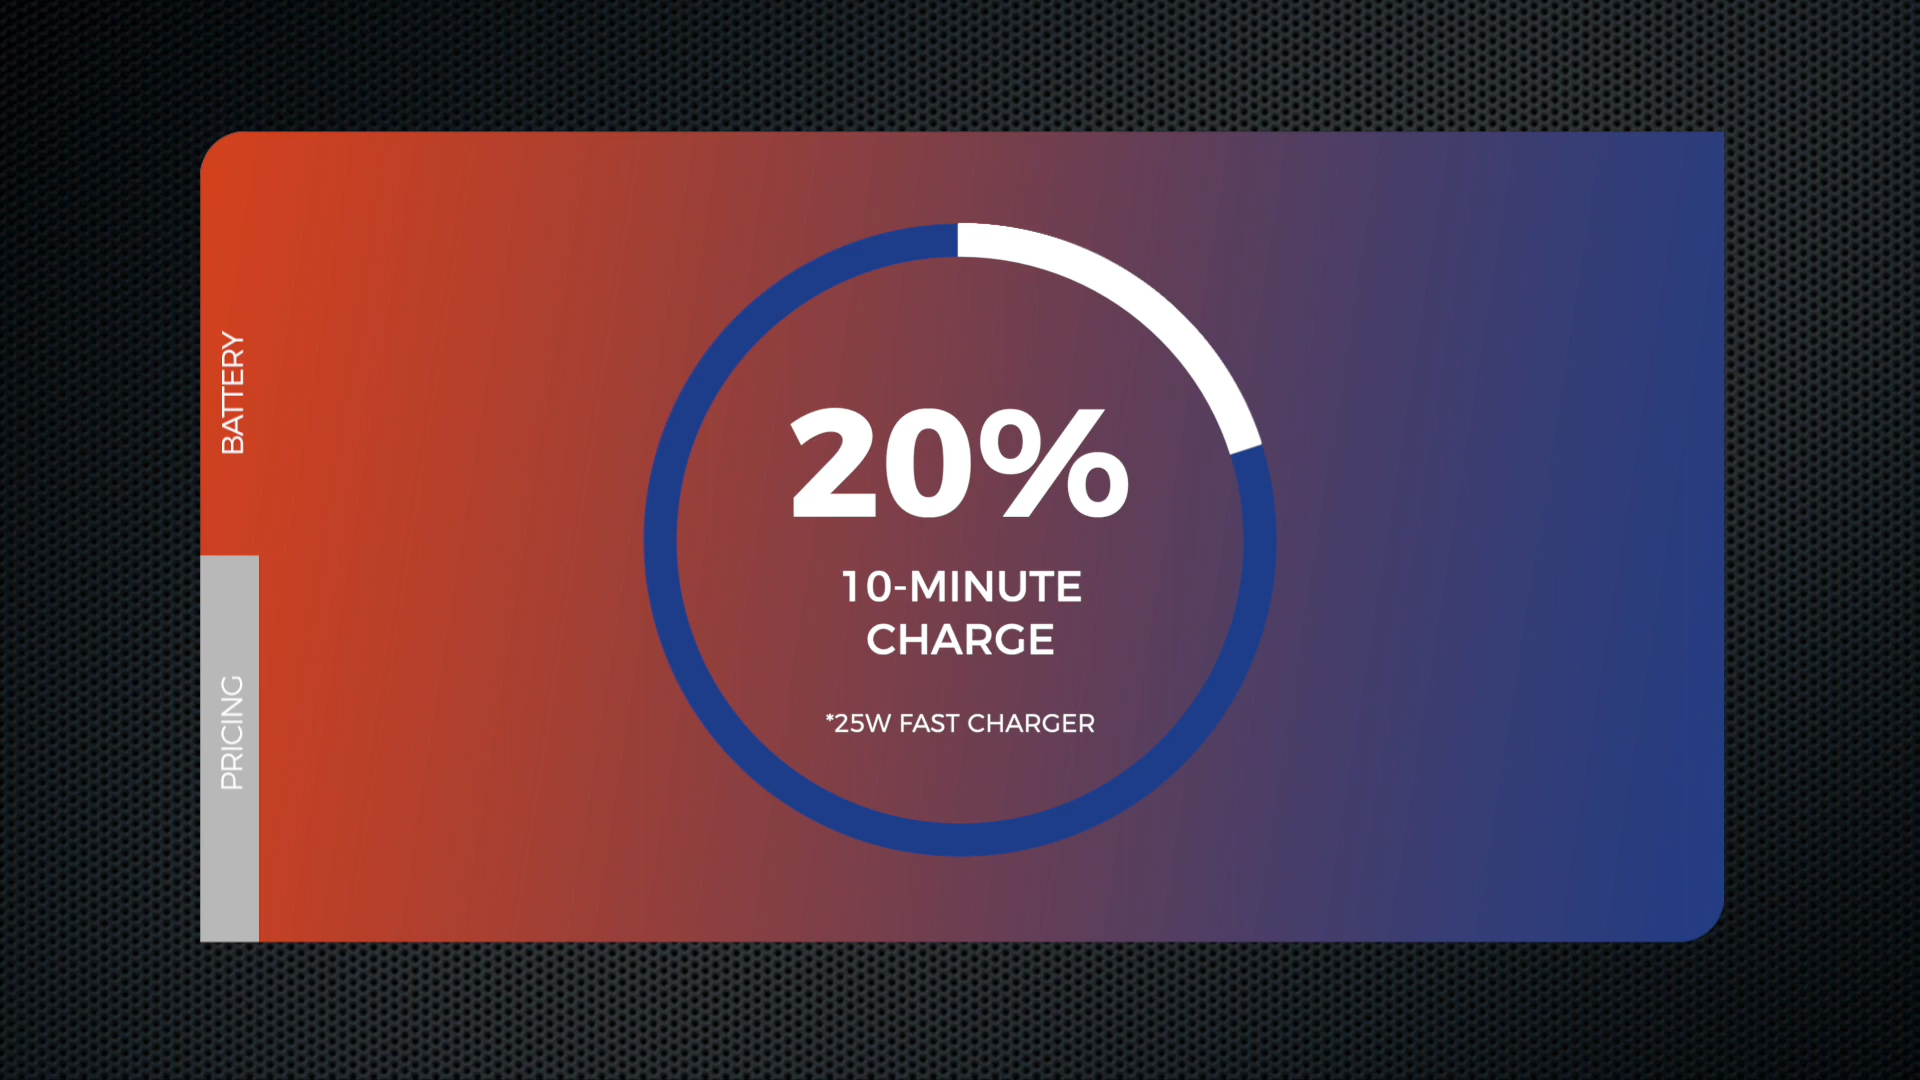 BATTERY
PRICING
20%
10-MINUTE
CHARGE
*25W FAST CHARGER